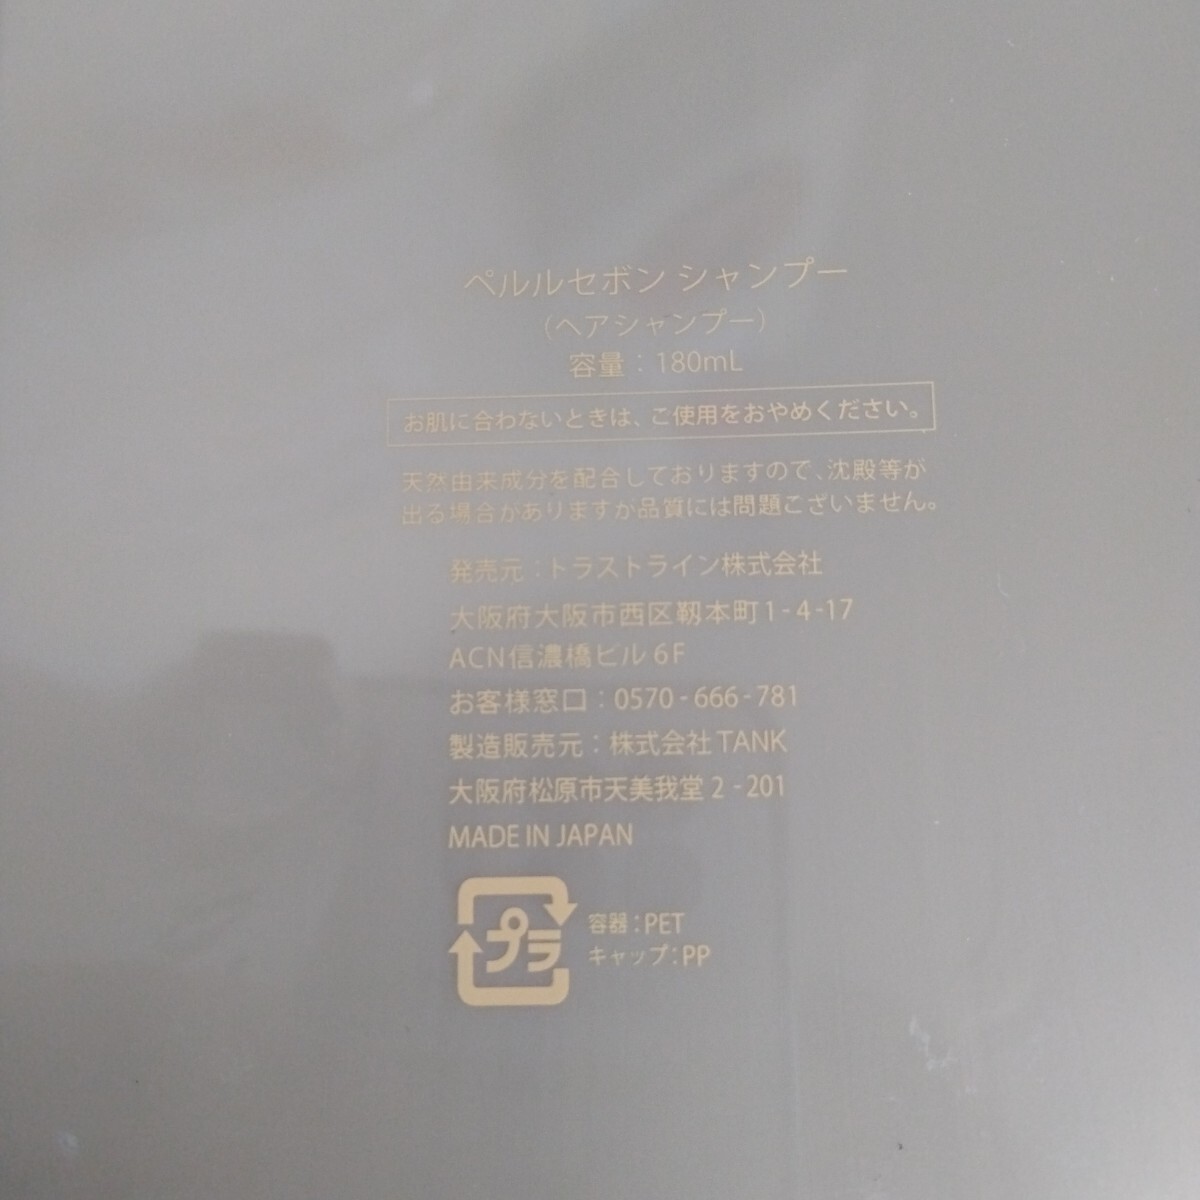 ペルルセボン シャンプー
(ヘアシャンプー)
容量：180mL
お肌に合わないときは、ご使用をおやめください。
天然由来成分を配合しておりますので、沈殿等が
出る場合がありますが品質には問題ございません。
発売元：トラストライン株式会社
大阪府大阪市西区靱本町1-4-17
ACN信濃橋ビル6F
お客様窓口：0570-666-781
製造販売元：株式会社TANK
大阪府松原市天美我堂2-201
MADE IN JAPAN
プラ
容器：PET
キャップ：PP